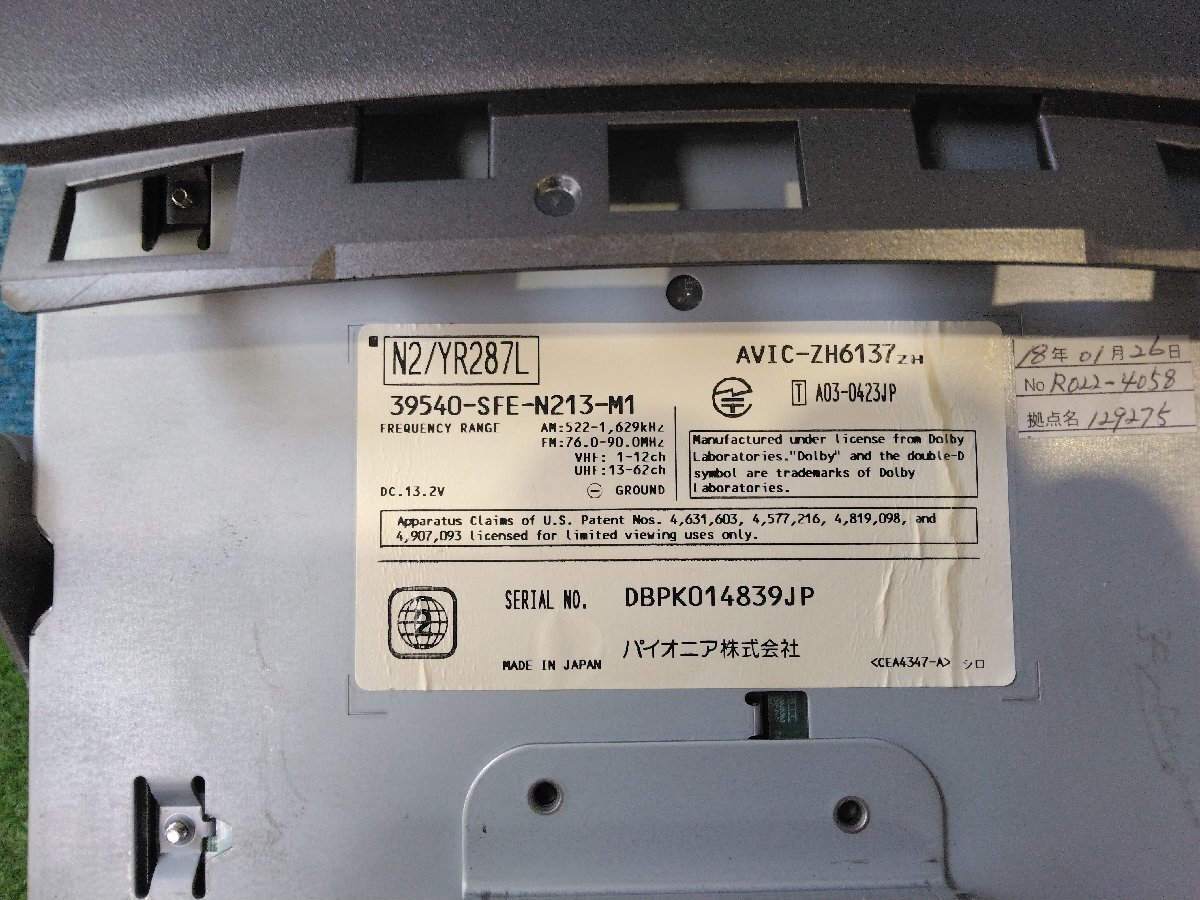 N2/YR287L
AVIC-ZH6137ZH
39540-SFE-N213-M1
T A03-0423JP
FREQUENCY RANGE AM:522-1,629kHz
FM:76.0-90.0MHz
VHF: 1-12ch
UHF:13-62ch
DC.13.2V ⊖ GROUND
Manufactured under license from Dolby
Laboratories."Dolby" and the double-D
symbol are trademarks of Dolby
Laboratories.
Apparatus Claims of U.S. Patent Nos. 4,631,603, 4,577,216, 4,819,098, and
4,907,093 licensed for limited viewing uses only.
2
SERIAL NO. DBPK014839JP
パイオニア株式会社
MADE IN JAPAN
<CEA4347-A> シロ
18年01月26日
No R022-4058
拠点名 129275